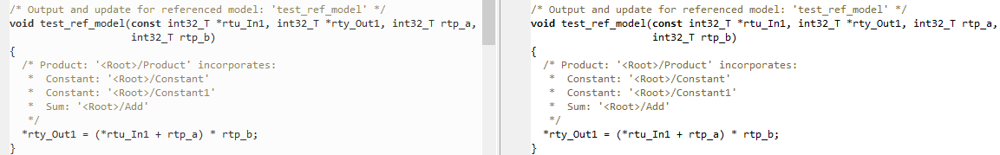 /* Output and update for referenced model: 'test_ref_model' */
void test_ref_model(const int32_T *rtu_In1, int32_T *rty_Out1, int32_T rtp_a,
                    int32_T rtp_b)
{
  /* Product: '<Root>/Product' incorporates:
   *  Constant: '<Root>/Constant'
   *  Constant: '<Root>/Constant1'
   *  Sum: '<Root>/Add'
   */
  *rty_Out1 = (*rtu_In1 + rtp_a) * rtp_b;
}
/* Output and update for referenced model: 'test_ref_model' */
void test_ref_model(const int32_T *rtu_In1, int32_T *rty_Out1, int32_T rtp_a,
                    int32_T rtp_b)
{
  /* Product: '<Root>/Product' incorporates:
   *  Constant: '<Root>/Constant'
   *  Constant: '<Root>/Constant1'
   *  Sum: '<Root>/Add'
   */
  *rty_Out1 = (*rtu_In1 + rtp_a) * rtp_b;
}